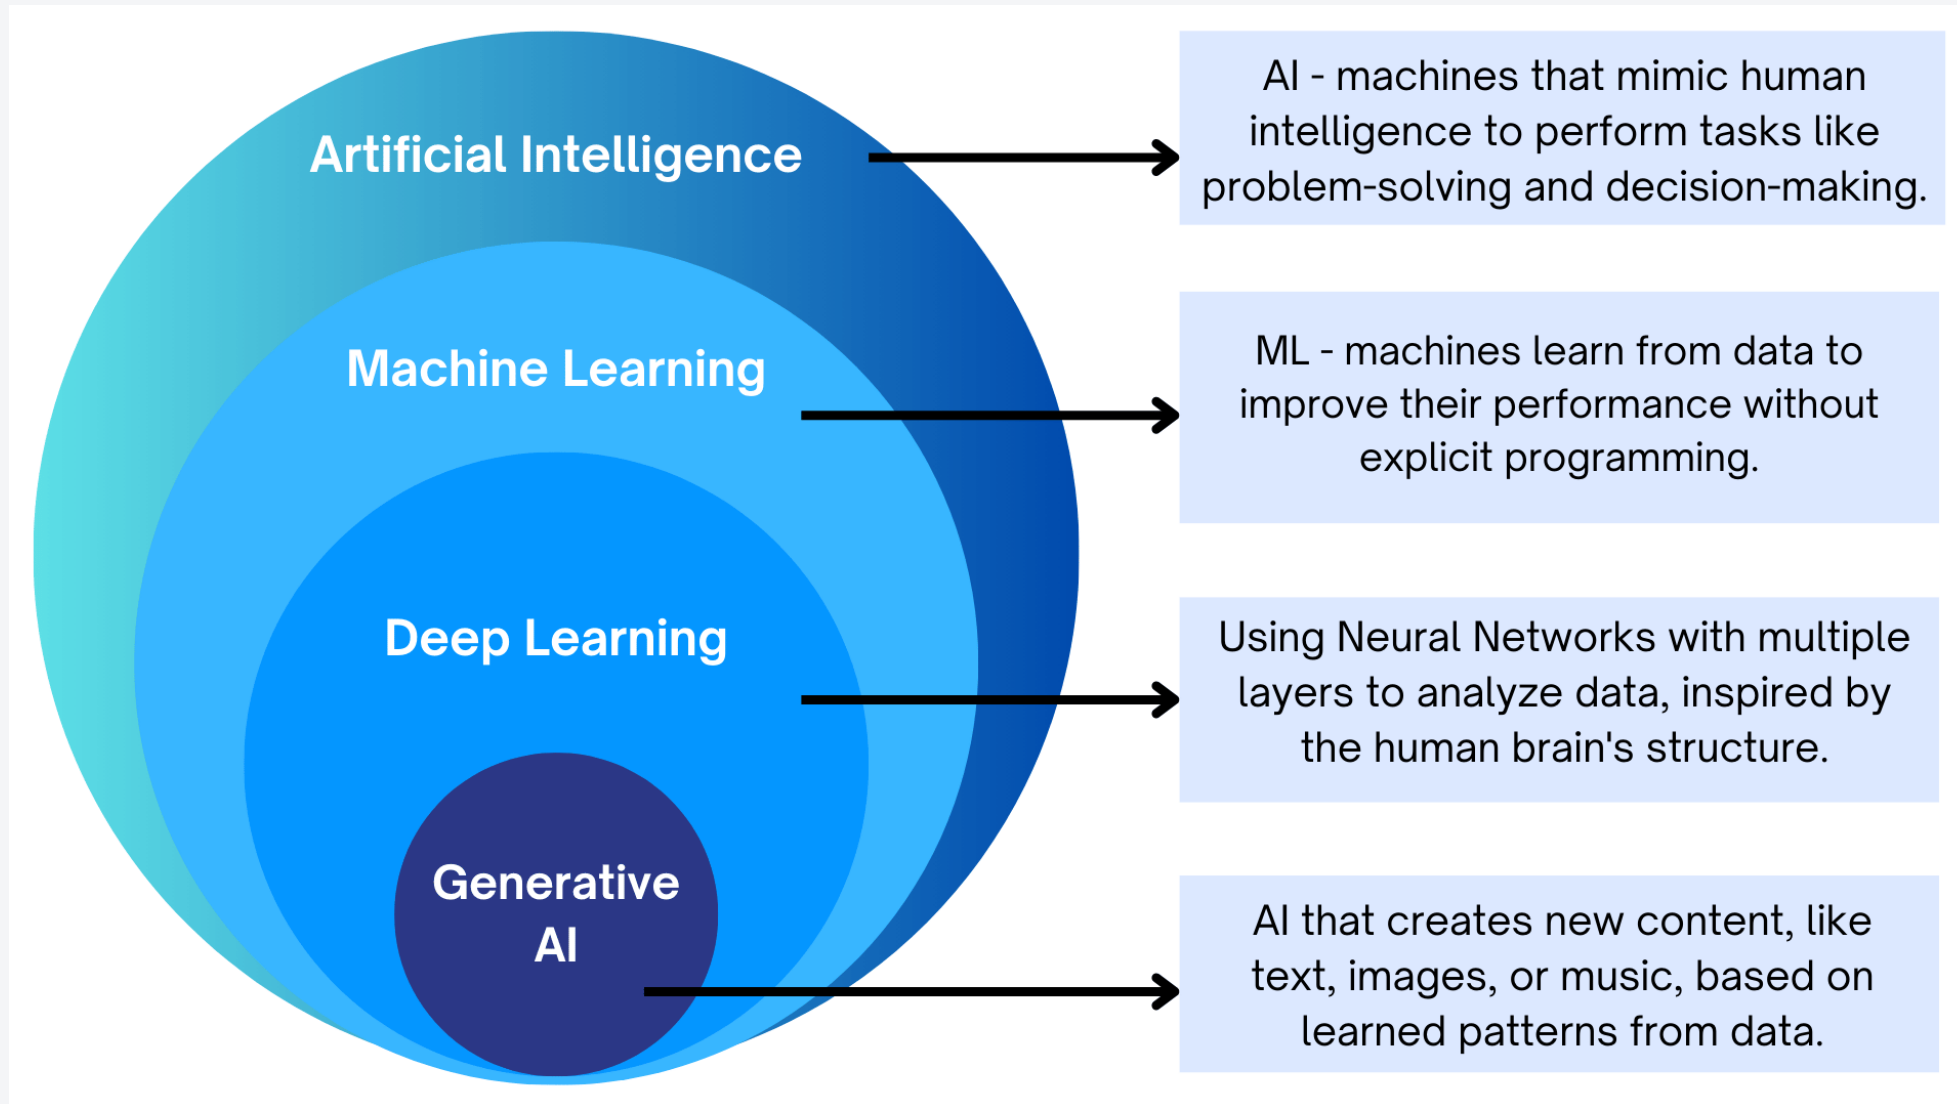 Artificial Intelligence
AI - machines that mimic human
intelligence to perform tasks like
problem-solving and decision-making.
Machine Learning
ML - machines learn from data to
improve their performance without
explicit programming.
Deep Learning
Using Neural Networks with multiple
layers to analyze data, inspired by
the human brain's structure.
Generative
AI
AI that creates new content, like
text, images, or music, based on
learned patterns from data.